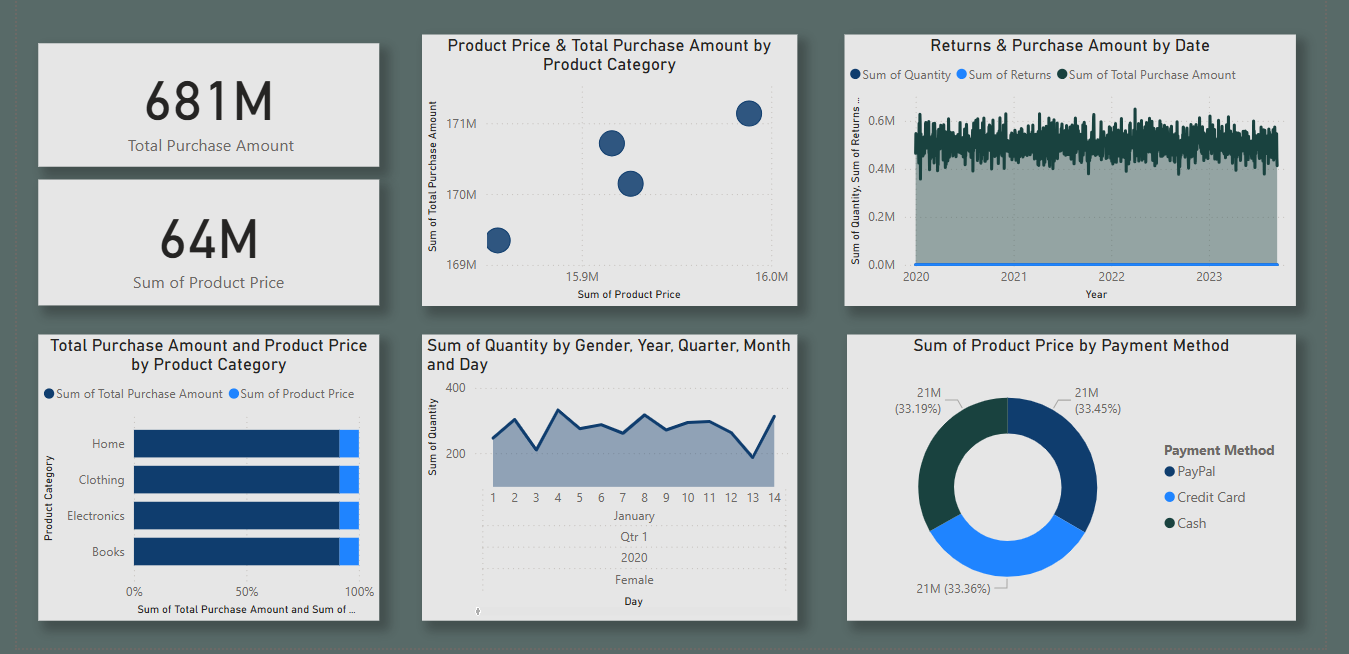 681M
Total Purchase Amount
64M
Sum of Product Price
Product Price & Total Purchase Amount by
Product Category
Sum of Total Purchase Amount
171M
170M
169M
15.9M
16.0M
Sum of Product Price
Returns & Purchase Amount by Date
Sum of Quantity
Sum of Returns
Sum of Total Purchase Amount
Sum of Quantity, Sum of Returns ...
0.6M
0.4M
0.2M
0.0M
2020
2021
2022
2023
Year
Total Purchase Amount and Product Price
by Product Category
Sum of Total Purchase Amount
Sum of Product Price
Product Category
Home
Clothing
Electronics
Books
0%
50%
100%
Sum of Total Purchase Amount and Sum of ...
Sum of Quantity by Gender, Year, Quarter, Month
and Day
Sum of Quantity
400
200
1 2 3 4 5 6 7 8 9 10 11 12 13 14
January
Qtr 1
2020
Female
Day
Sum of Product Price by Payment Method
21M
(33.19%)
21M
(33.45%)
21M (33.36%)
Payment Method
PayPal
Credit Card
Cash